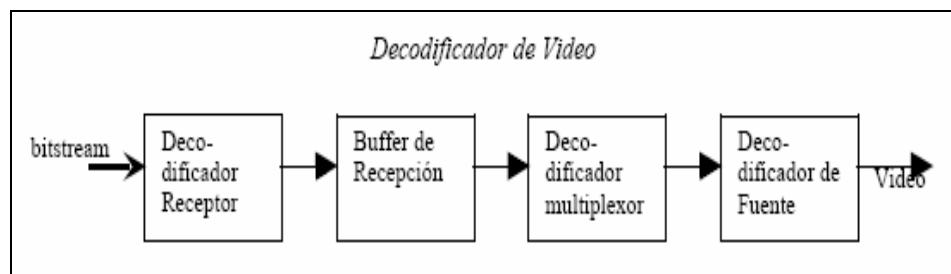 Decodificador de Video
bitstream
Deco-
dificador
Receptor
Buffer de
Recepción
Deco-
dificador
multiplexor
Deco-
dificador de
Fuente
Video